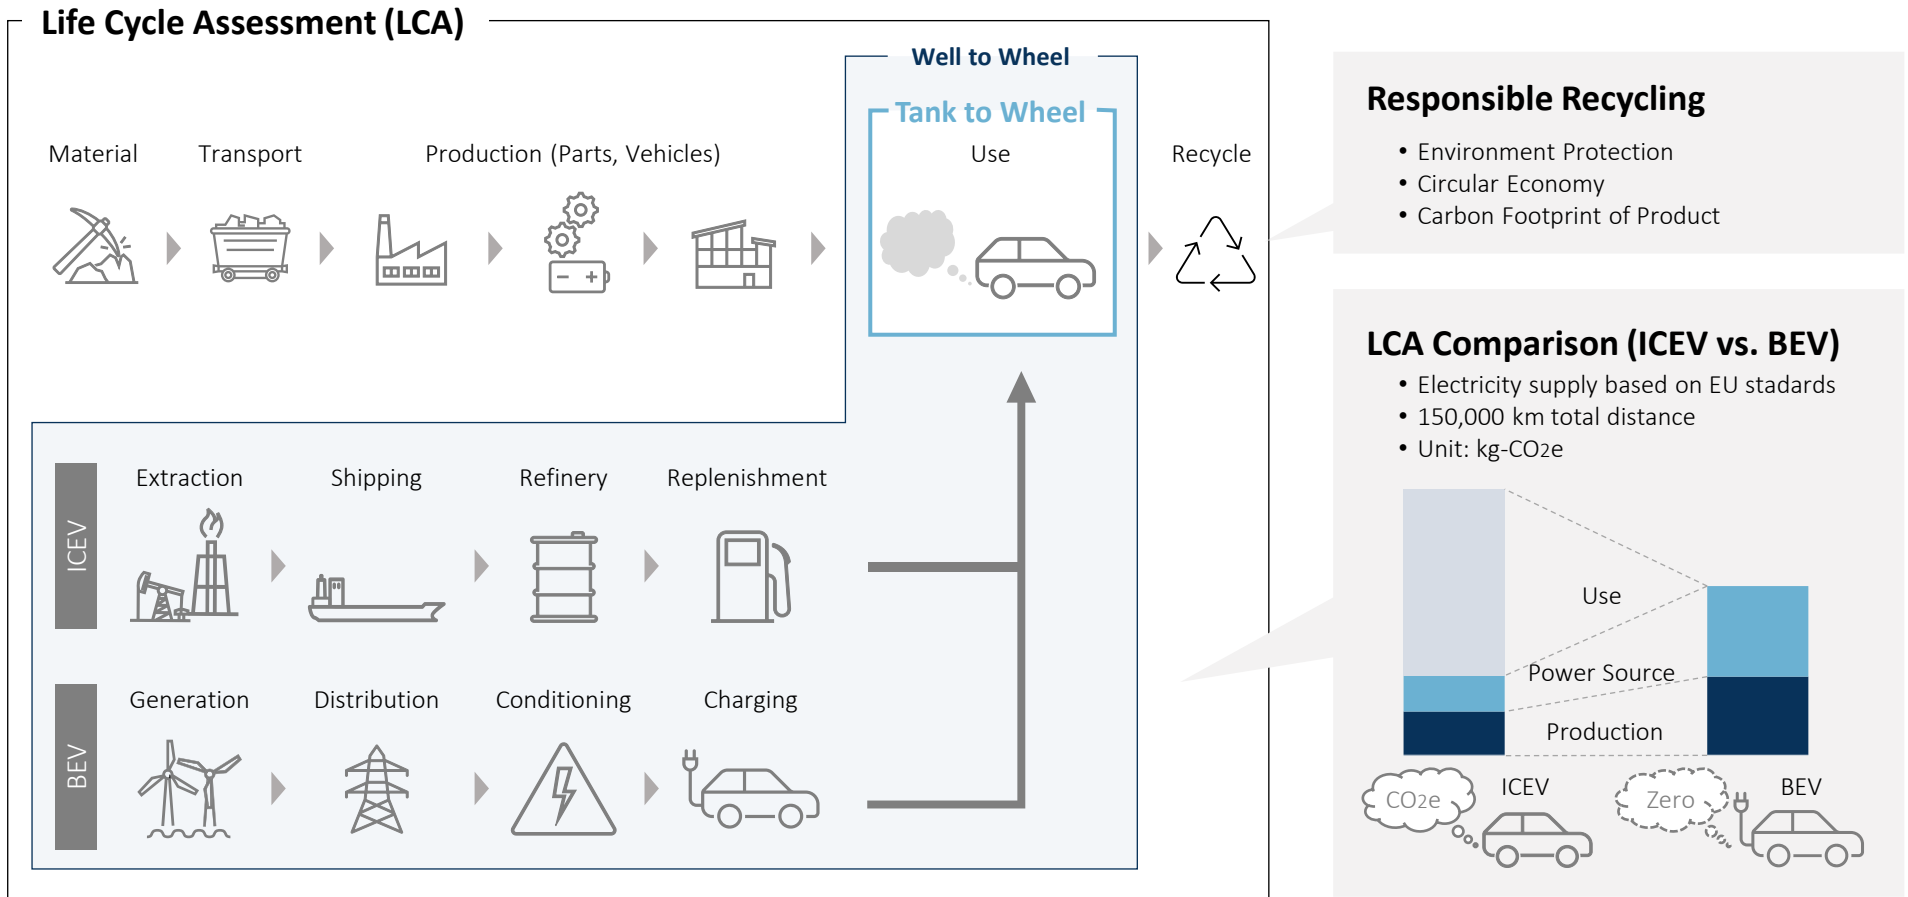 Life Cycle Assessment (LCA)
Well to Wheel
Tank to Wheel
Material
Transport
Production (Parts, Vehicles)
Use
Recycle
ICEV
Extraction
Shipping
Refinery
Replenishment
BEV
Generation
Distribution
Conditioning
Charging
Responsible Recycling
• Environment Protection
• Circular Economy
• Carbon Footprint of Product
LCA Comparison (ICEV vs. BEV)
• Electricity supply based on EU stadards
• 150,000 km total distance
• Unit: kg-CO2e
Use
Power Source
Production
CO2e
ICEV
Zero
BEV